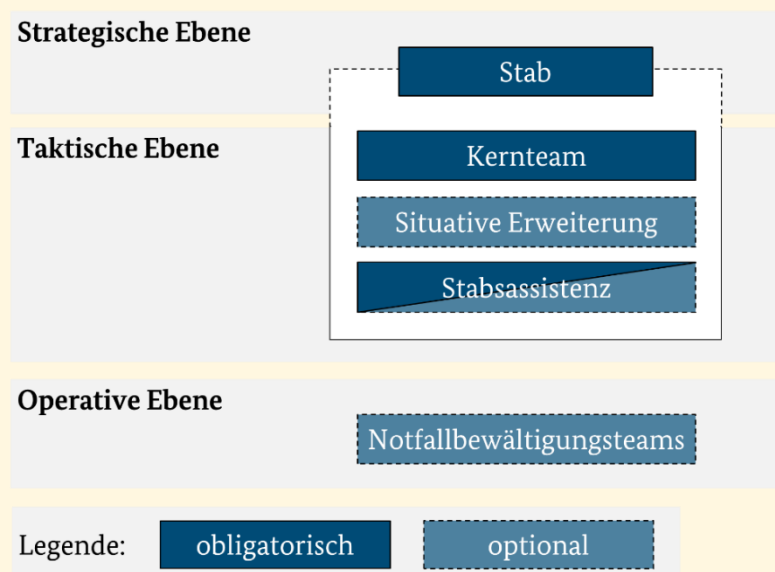 Strategische Ebene
Stab
Taktische Ebene
Kernteam
Situative Erweiterung
Stabsassistenz
Operative Ebene
Notfallbewältigungsteams
Legende: obligatorisch optional